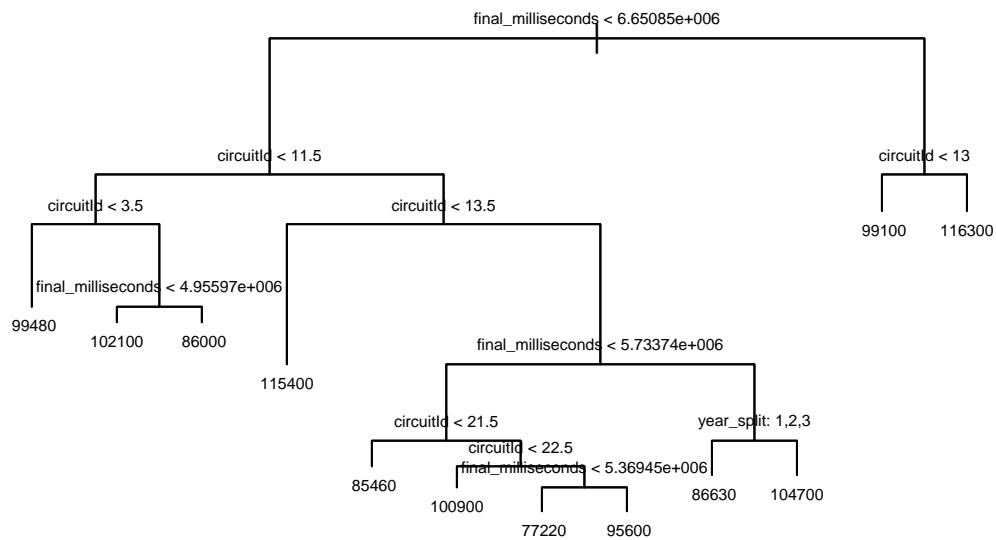 final_milliseconds < 6.65085e+006
circuitId < 11.5
circuitId < 13
circuitId < 3.5
circuitId < 13.5
99100
116300
final_milliseconds < 4.95597e+006
99480
102100
86000
final_milliseconds < 5.73374e+006
115400
circuitId < 21.5
year_split: 1,2,3
circuitId < 22.5
final_milliseconds < 5.36945e+006
85460
86630
104700
100900
77220
95600